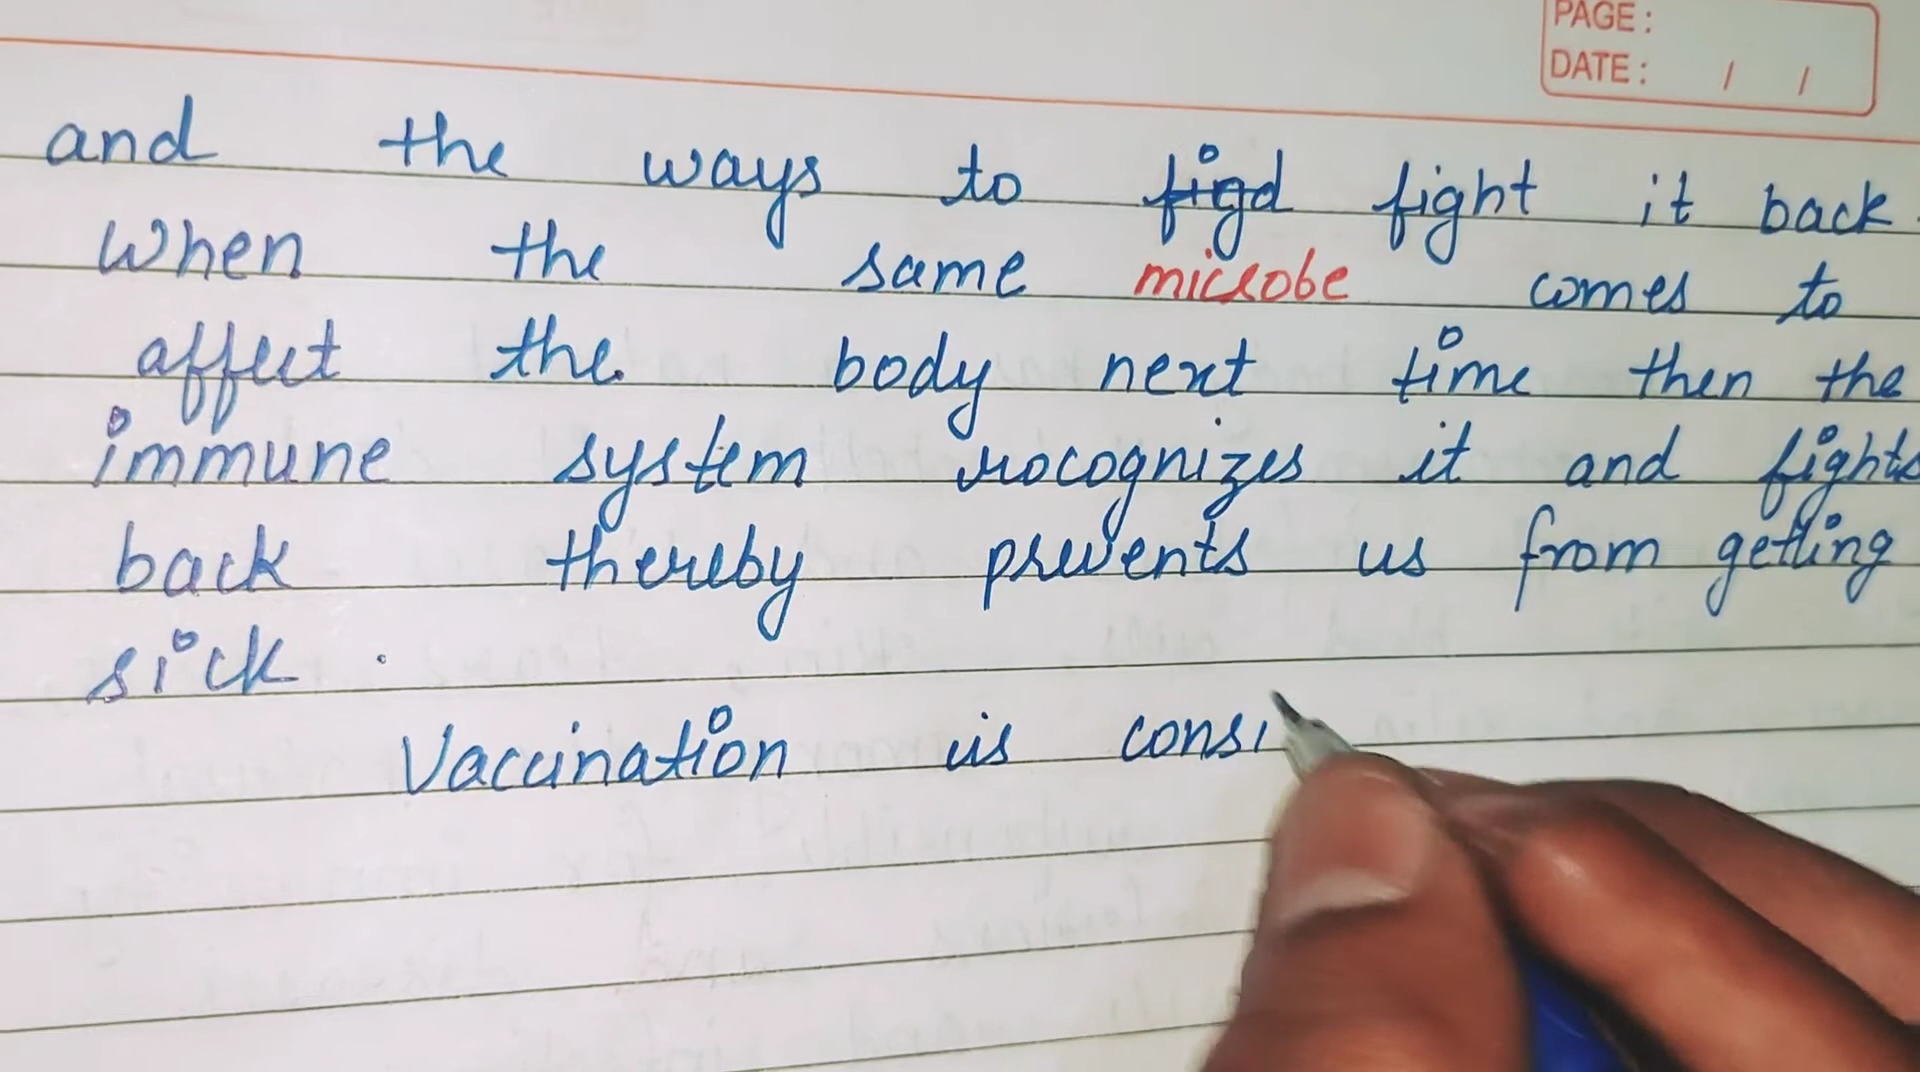 PAGE :
DATE : / /
and the ways to figd fight it back.
When the same microbe comes to
affect the body next time then the
immune system rocognizes it and fights
back thereby prevents us from getting
sick .
Vaccination is consi